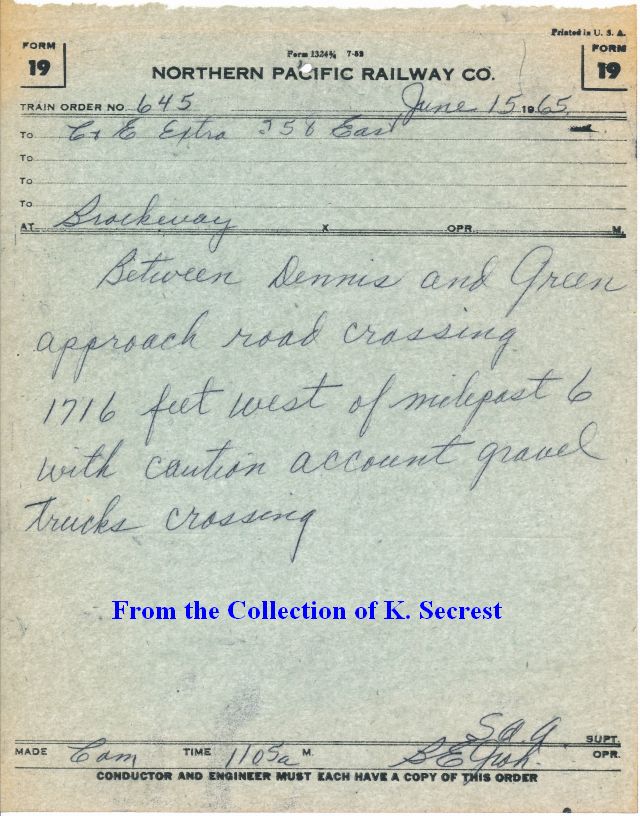 Printed in U. S. A.
FORM 19
Form 1324¾ 7-52
FORM 19
NORTHERN PACIFIC RAILWAY CO.
TRAIN ORDER NO. 645 June 15 1965
To C & E Extra 358 East
To
To
To
AT Brockway X OPR. M.
Between Dennis and Green
approach road crossing
1716 feet west of milepost 6
with caution account gravel
trucks crossing
From the Collection of K. Secrest
SUPT.
MADE Com TIME 1105a M. OPR.
CONDUCTOR AND ENGINEER MUST EACH HAVE A COPY OF THIS ORDER